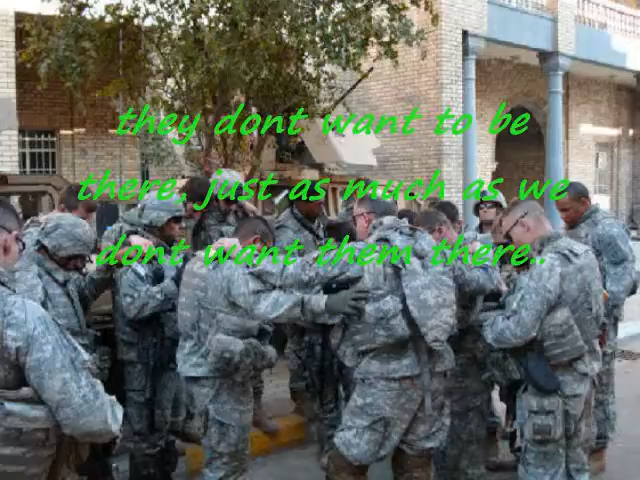 they dont want to be
there, just as much as we
dont want them there..